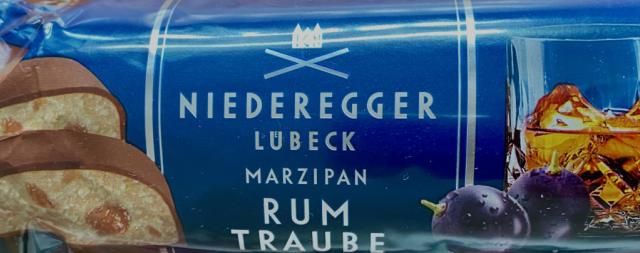 NIEDEREGGER
LÜBECK
MARZIPAN
RUM
TRAUBE